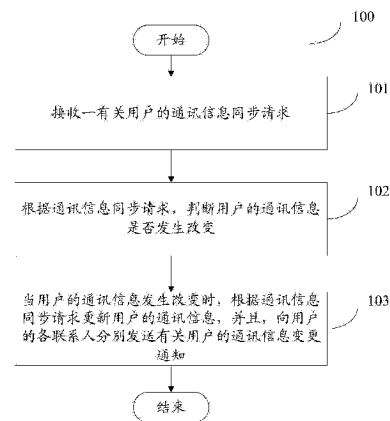 100
开始
101
接收一有关用户的通讯信息同步请求
102
根据通讯信息同步请求，判断用户的通讯信息
是否发生改变
103
当用户的通讯信息发生改变时，根据通讯信息
同步请求更新用户的通讯信息，并且，向用户
的各联系人分别发送有关用户的通讯信息变更
通知
结束